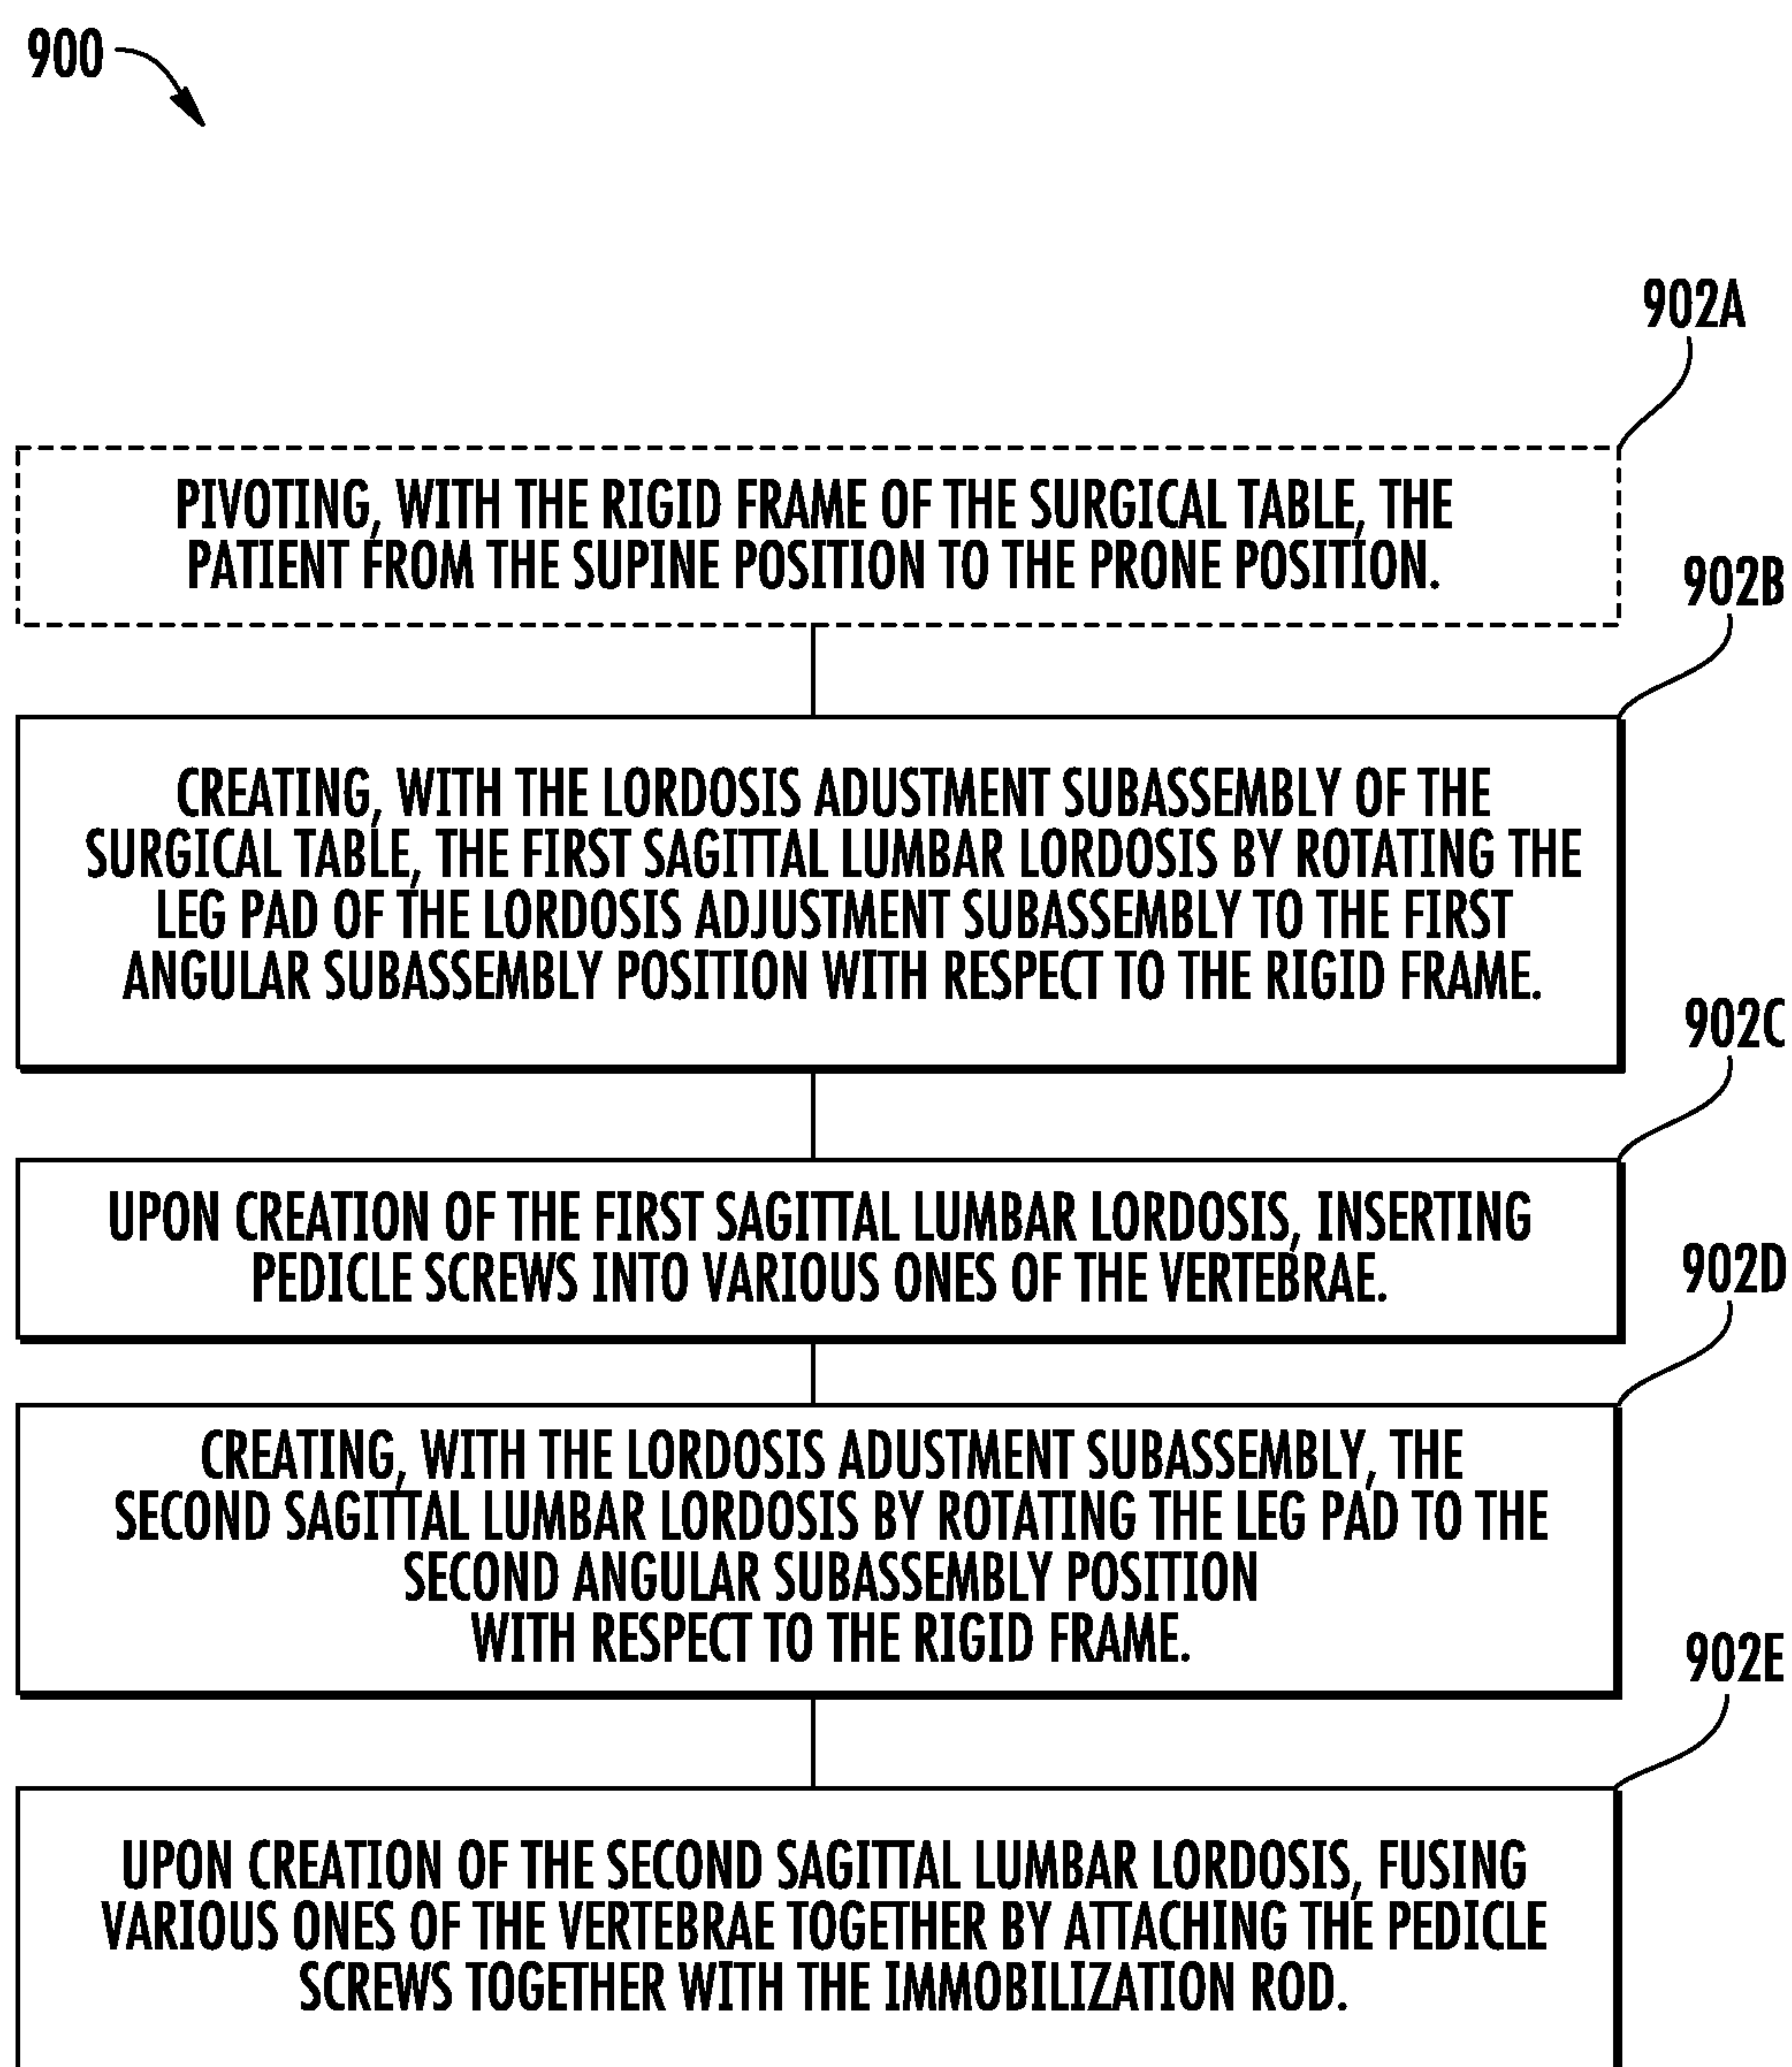 900
902A
PIVOTING, WITH THE RIGID FRAME OF THE SURGICAL TABLE, THE
PATIENT FROM THE SUPINE POSITION TO THE PRONE POSITION.
902B
CREATING, WITH THE LORDOSIS ADUSTMENT SUBASSEMBLY OF THE
SURGICAL TABLE, THE FIRST SAGITTAL LUMBAR LORDOSIS BY ROTATING THE
LEG PAD OF THE LORDOSIS ADJUSTMENT SUBASSEMBLY TO THE FIRST
ANGULAR SUBASSEMBLY POSITION WITH RESPECT TO THE RIGID FRAME.
902C
UPON CREATION OF THE FIRST SAGITTAL LUMBAR LORDOSIS, INSERTING
PEDICLE SCREWS INTO VARIOUS ONES OF THE VERTEBRAE.
902D
CREATING, WITH THE LORDOSIS ADUSTMENT SUBASSEMBLY, THE
SECOND SAGITTAL LUMBAR LORDOSIS BY ROTATING THE LEG PAD TO THE
SECOND ANGULAR SUBASSEMBLY POSITION
WITH RESPECT TO THE RIGID FRAME.
902E
UPON CREATION OF THE SECOND SAGITTAL LUMBAR LORDOSIS, FUSING
VARIOUS ONES OF THE VERTEBRAE TOGETHER BY ATTACHING THE PEDICLE
SCREWS TOGETHER WITH THE IMMOBILIZATION ROD.